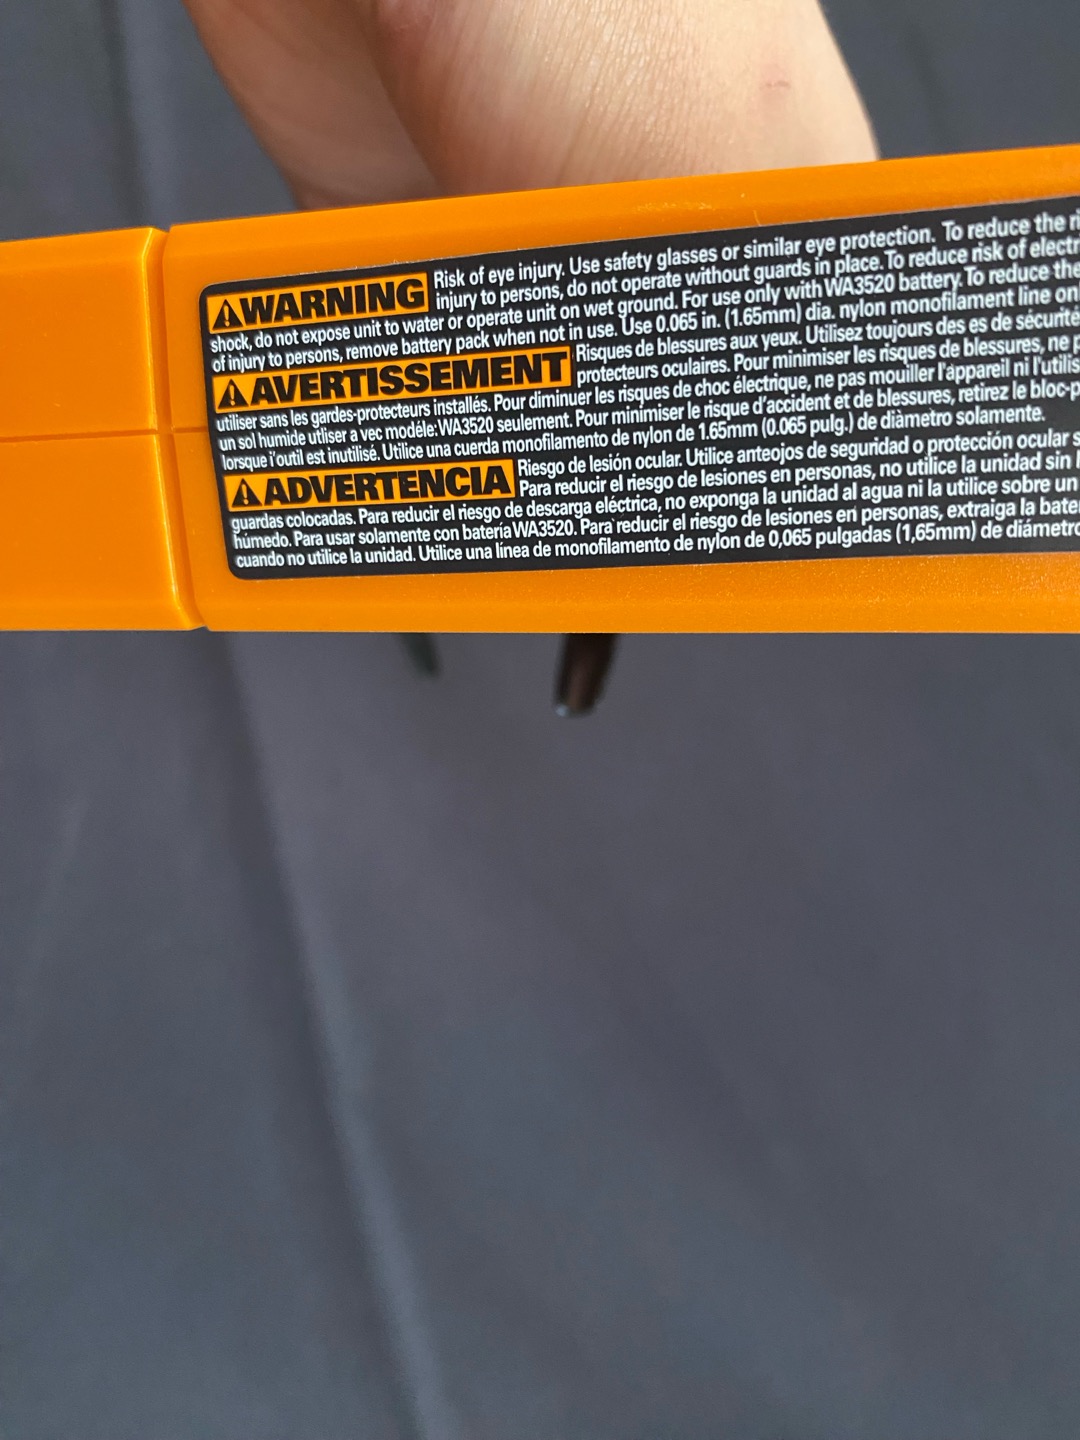 WARNING Risk of eye injury. Use safety glasses or similar eye protection. To reduce the
injury to persons, do not operate without guards in place. To reduce risk of
shock, do not expose unit to water or operate unit on wet ground. For use only with WA3520 battery. To reduce the
of injury to persons, remove battery pack when not in use. Use 0.065 in. (1.65mm) dia. nylon monofilament line
AVERTISSEMENT Risques de blessures aux yeux. Utilisez toujours des es de sécurité
protecteurs oculaires. Pour minimiser les risques de blessures, ne
utiliser sans les gardes-protecteurs installés. Pour diminuer les risques de choc électrique, ne pas mouiller l'appareil ni
un sol humide utliser a vec modéle:WA3520 seulement. Pour minimiser le risque d'accident et de blessures, retirez le
lorsque i'outil est inutilisé. Utilice una cuerda monofilamento de nylon de 1.65mm (0.065 pulg.) de diàmetro solamente.
ADVERTENCIA Riesgo de lesión ocular. Utilice anteojos de seguridad o protección ocular
Para reducir el riesgo de lesiones en personas, no utilice la unidad sin
guardas colocadas. Para reducir el riesgo de descarga eléctrica, no exponga la unidad al agua ni la utilice sobre un
húmedo. Para usar solamente con batería WA3520. Para reducir el riesgo de lesiones en personas, extraiga la
cuando no utilice la unidad. Utilice una línea de monofilamento de nylon de 0,065 pulgadas (1,65mm) de diámetro